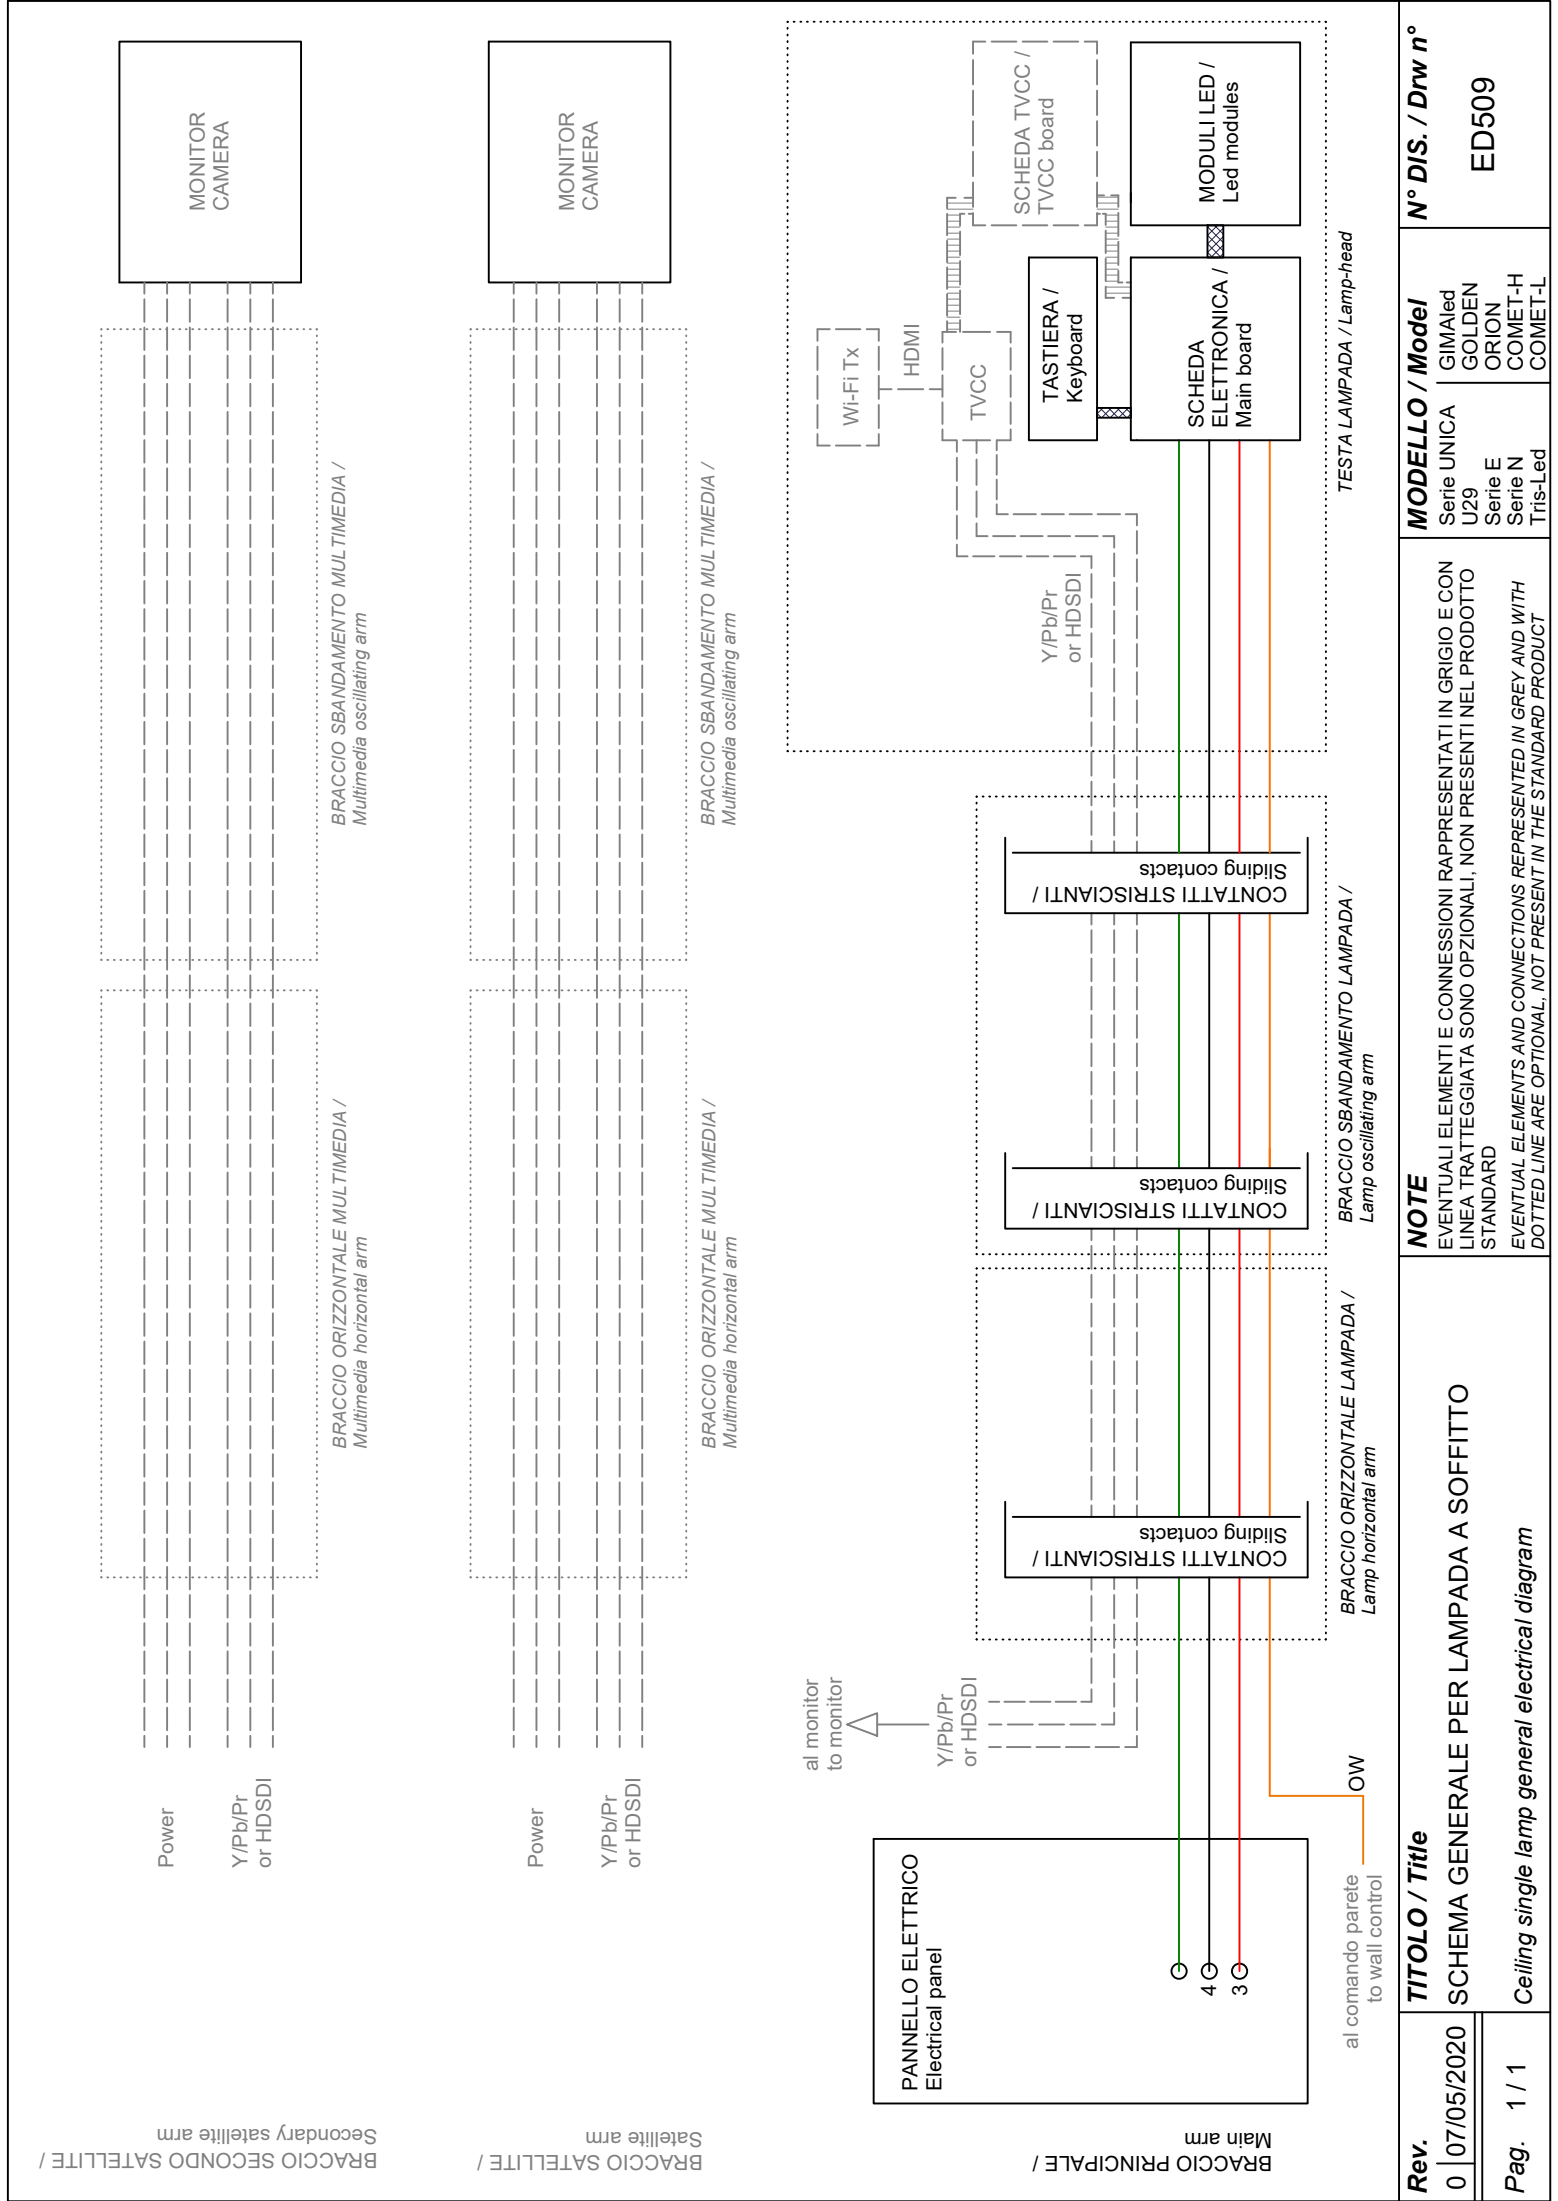 BRACCIO SECONDO SATELLITE /
Secondary satellite arm
Power
Y/Pb/Pr
or HDSDI
BRACCIO ORIZZONTALE MULTIMEDIA /
Multimedia horizontal arm
BRACCIO SBANDAMENTO MULTIMEDIA /
Multimedia oscillating arm
MONITOR
CAMERA
BRACCIO SATELLITE /
Satellite arm
Power
Y/Pb/Pr
or HDSDI
BRACCIO ORIZZONTALE MULTIMEDIA /
Multimedia horizontal arm
BRACCIO SBANDAMENTO MULTIMEDIA /
Multimedia oscillating arm
MONITOR
CAMERA
BRACCIO PRINCIPALE /
Main arm
PANNELLO ELETTRICO
Electrical panel
4
3
al comando parete
to wall control
OW
al monitor
to monitor
Y/Pb/Pr
or HDSDI
CONTATTI STRISCIANTI /
Sliding contacts
BRACCIO ORIZZONTALE LAMPADA /
Lamp horizontal arm
CONTATTI STRISCIANTI /
Sliding contacts
CONTATTI STRISCIANTI /
Sliding contacts
BRACCIO SBANDAMENTO LAMPADA /
Lamp oscillating arm
Y/Pb/Pr
or HDSDI
Wi-Fi Tx
HDMI
TVCC
SCHEDA TVCC /
TVCC board
TASTIERA /
Keyboard
SCHEDA
ELETTRONICA /
Main board
MODULI LED /
Led modules
TESTA LAMPADA / Lamp-head
Rev.
0 07/05/2020
Pag. 1 / 1
TITOLO / Title
SCHEMA GENERALE PER LAMPADA A SOFFITTO
Ceiling single lamp general electrical diagram
NOTE
EVENTUALI ELEMENTI E CONNESSIONI RAPPRESENTATI IN GRIGIO E CON
LINEA TRATTEGGIATA SONO OPZIONALI, NON PRESENTI NEL PRODOTTO
STANDARD
EVENTUAL ELEMENTS AND CONNECTIONS REPRESENTED IN GREY AND WITH
DOTTED LINE ARE OPTIONAL, NOT PRESENT IN THE STANDARD PRODUCT
MODELLO / Model
Serie UNICA
U29
Serie E
Serie N
Tris-Led
GIMAled
GOLDEN
ORION
COMET-H
COMET-L
N° DIS. / Drw n°
ED509